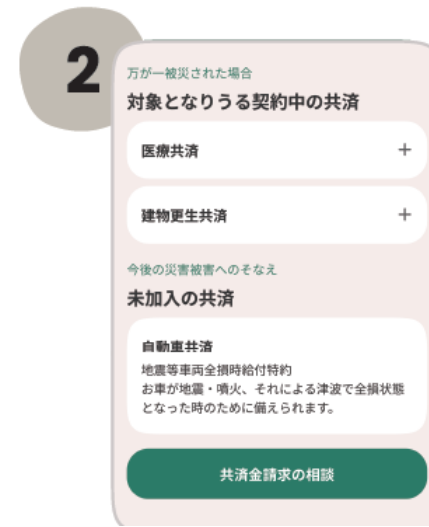 2
万が一被災された場合
対象となりうる契約中の共済
医療共済 +
建物更生共済 +
今後の災害被害へのそなえ
未加入の共済
自動車共済
地震等車両全損時給付特約
お車が地震・噴火、それによる津波で全損状態
となった時のために備えられます。
共済金請求の相談